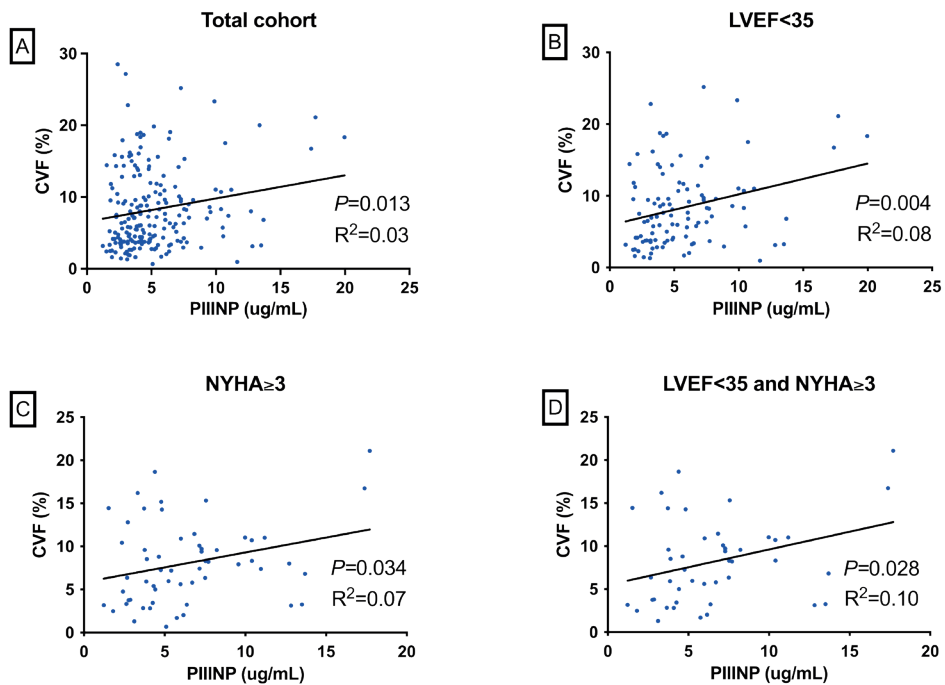 Total cohort
A
30
20
10
0
CVF (%)
P=0.013
R²=0.03
0 5 10 15 20 25
PIIINP (ug/mL)
LVEF<35
B
30
20
10
0
CVF (%)
P=0.004
R²=0.08
0 5 10 15 20 25
PIIINP (ug/mL)
NYHA≥3
C
25
20
15
10
5
0
CVF (%)
P=0.034
R²=0.07
0 5 10 15 20
PIIINP (ug/mL)
LVEF<35 and NYHA≥3
D
25
20
15
10
5
0
CVF (%)
P=0.028
R²=0.10
0 5 10 15 20
PIIINP (ug/mL)